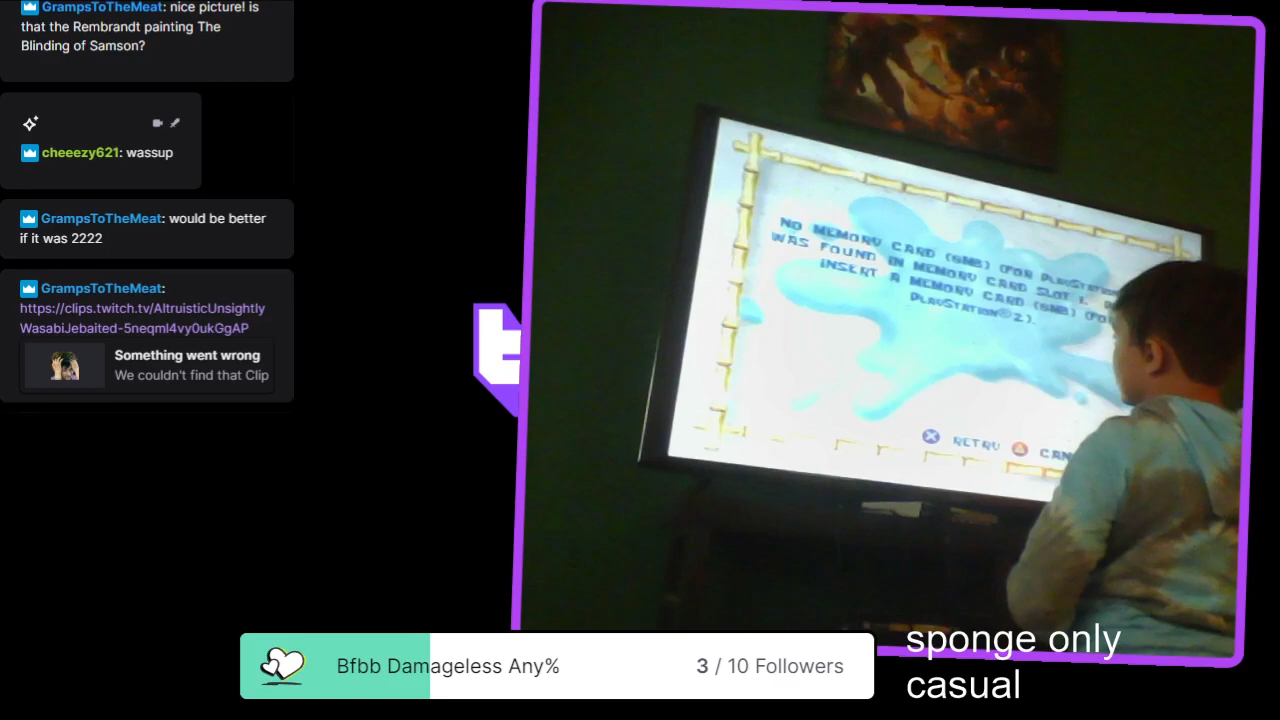 GrampsToTheMeat: nice picture! is
that the Rembrandt painting The
Blinding of Samson?
cheeezy621: wassup
GrampsToTheMeat: would be better
if it was 2222
GrampsToTheMeat:
https://clips.twitch.tv/AltruisticUnsightly
WasabiJebaited-5neqml4vy0ukGgAP
Something went wrong
We couldn't find that Clip
NO MEMORY CARD (8MB) (FOR PLAYSTATION
WAS FOUND IN MEMORY CARD SLOT 1.
INSERT A MEMORY CARD (8MB) (FO
PLAYSTATION®2).
RETRY CAN
Bfbb Damageless Any% 3 / 10 Followers
sponge only
casual